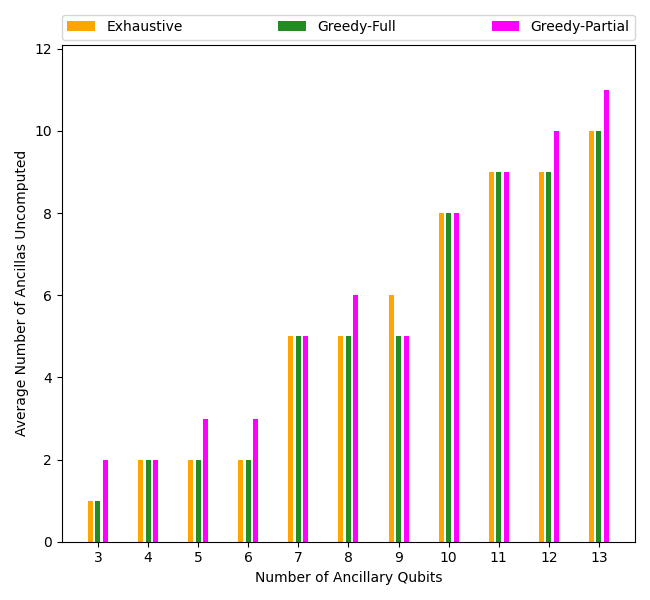 Exhaustive Greedy-Full Greedy-Partial
12
10
8
6
4
2
0
Average Number of Ancillas Uncomputed
3 4 5 6 7 8 9 10 11 12 13
Number of Ancillary Qubits